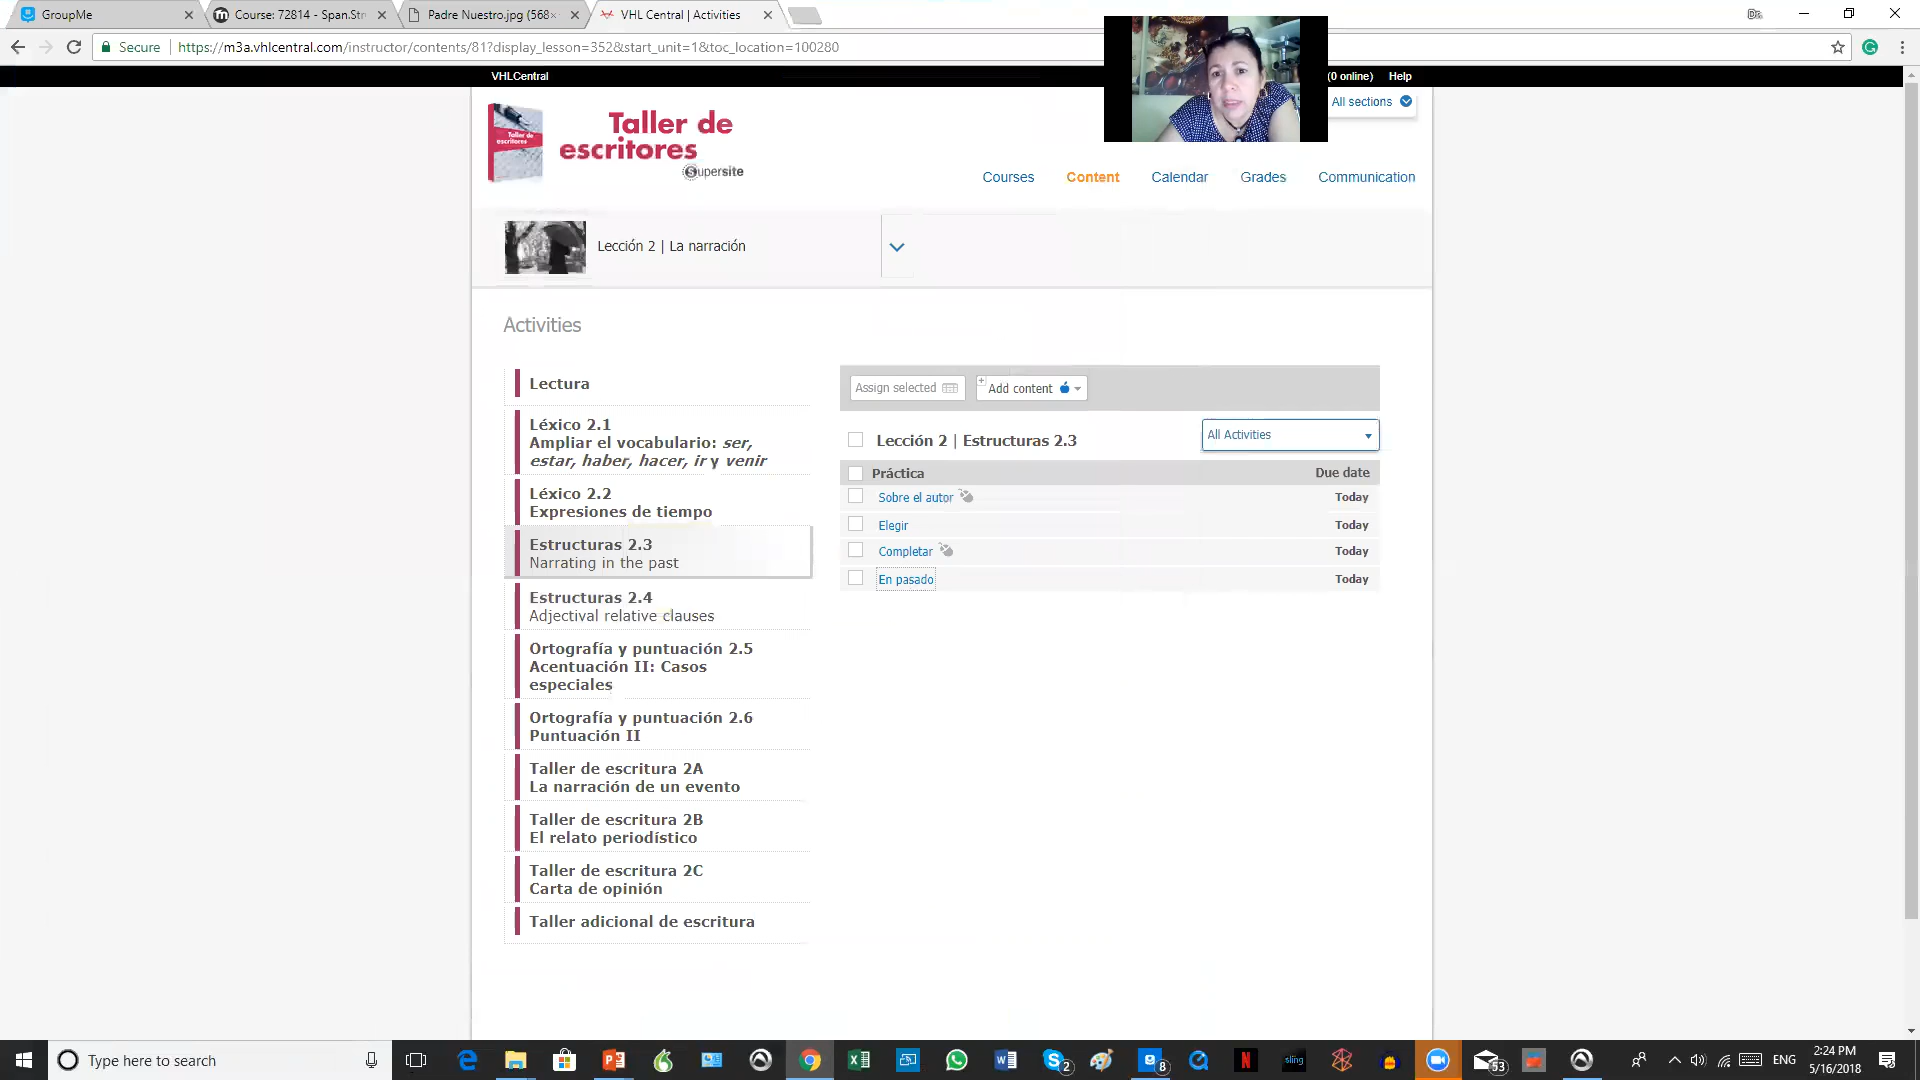 GroupMe
Course: 72814 - Span.Str
Padre Nuestro.jpg (568×
VHL Central | Activities
Secure
https://m3a.vhlcentral.com/instructor/contents/81?display_lesson=352&start_unit=1&toc_location=100280
VHLCentral
(0 online)
Help
All sections
Taller de
escritores
Taller de
escritores
Supersite
Courses
Content
Calendar
Grades
Communication
Lección 2 | La narración
Activities
Lectura
Léxico 2.1
Ampliar el vocabulario: ser,
estar, haber, hacer, ir y venir
Léxico 2.2
Expresiones de tiempo
Estructuras 2.3
Narrating in the past
Estructuras 2.4
Adjectival relative clauses
Ortografía y puntuación 2.5
Acentuación II: Casos
especiales
Ortografía y puntuación 2.6
Puntuación II
Taller de escritura 2A
La narración de un evento
Taller de escritura 2B
El relato periodístico
Taller de escritura 2C
Carta de opinión
Taller adicional de escritura
Assign selected
Add content
Lección 2 | Estructuras 2.3
All Activities
Práctica
Due date
Sobre el autor
Today
Elegir
Today
Completar
Today
En pasado
Today
Type here to search
2
8
sling
53
ENG
2:24 PM
5/16/2018